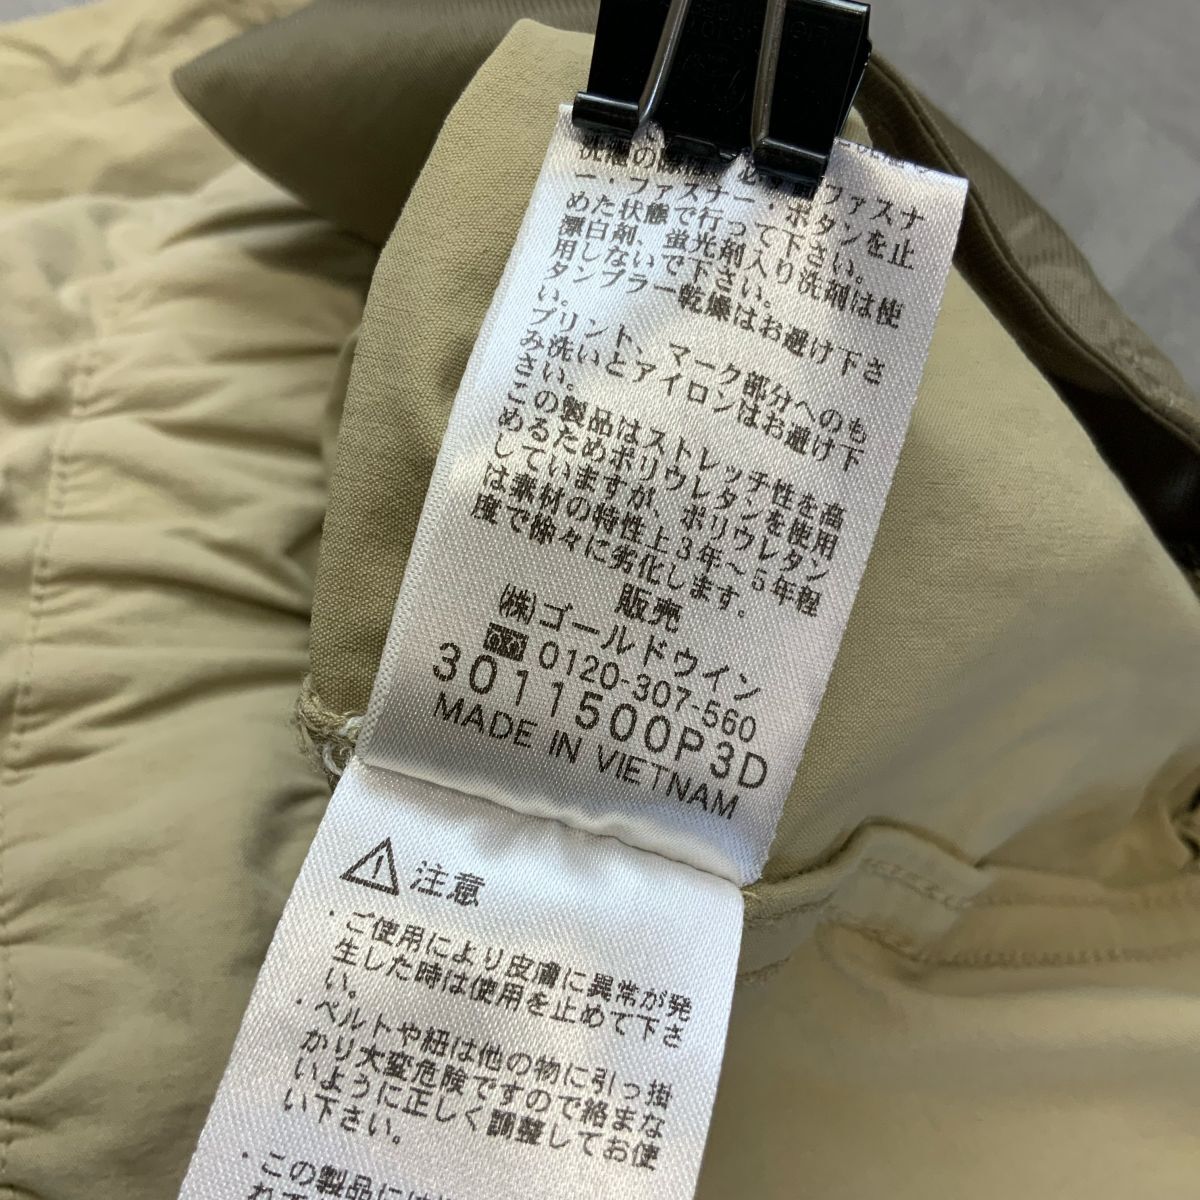 洗濯の際は必ず面ファスナ
ー・ファスナー・ボタンを止
めた状態で行って下さい。
漂白剤、蛍光剤入り洗剤は使
用しないで下さい。
タンブラー乾燥はお避け下さ
い。
プリント、マーク部分へのも
み洗いとアイロンはお避け下
さい。
この製品はストレッチ性を高
めるためポリウレタンを使用
していますが、ポリウレタン
は素材の特性上3年～5年程
度で徐々に劣化します。
販売
㈱ゴールドウイン
0120-307-560
3011500P3D
MADE IN VIETNAM
注意
・ご使用により皮膚に異常が発
生した時は使用を止めて下さ
い。
・ベルトや紐は他の物に引っ掛
かり大変危険ですので絡まな
いように正しく調整してお使
い下さい。
・この製品には